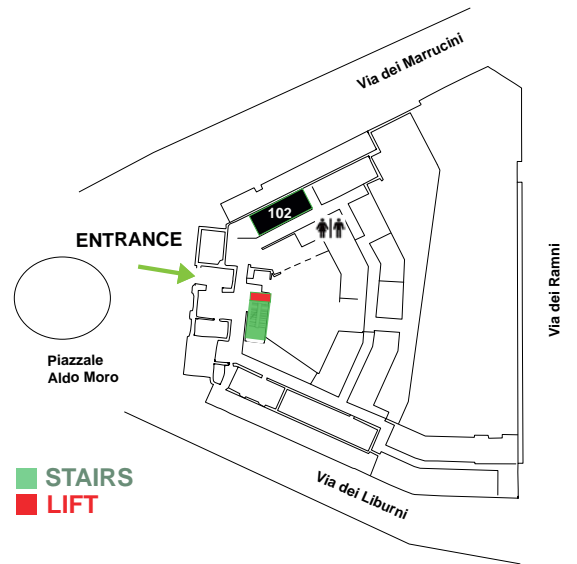 Via dei Marrucini
102
ENTRANCE
Via dei Ramni
Piazzale
Aldo Moro
STAIRS
LIFT
Via dei Liburni